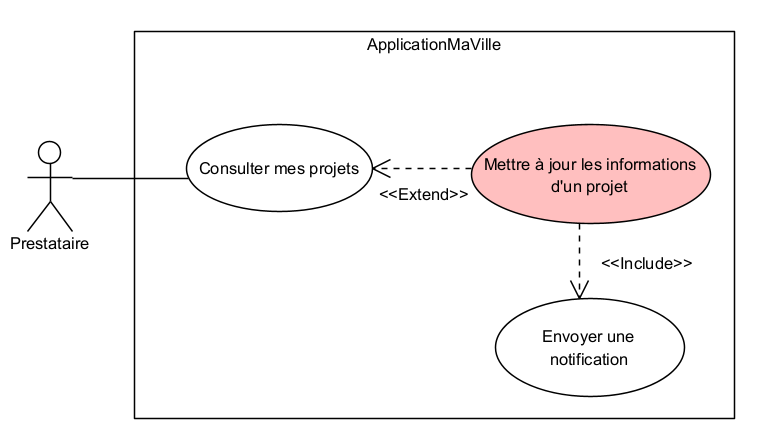 ApplicationMaVille
Consulter mes projets
Mettre à jour les informations
d'un projet
<<Extend>>
Prestataire
<<Include>>
Envoyer une
notification